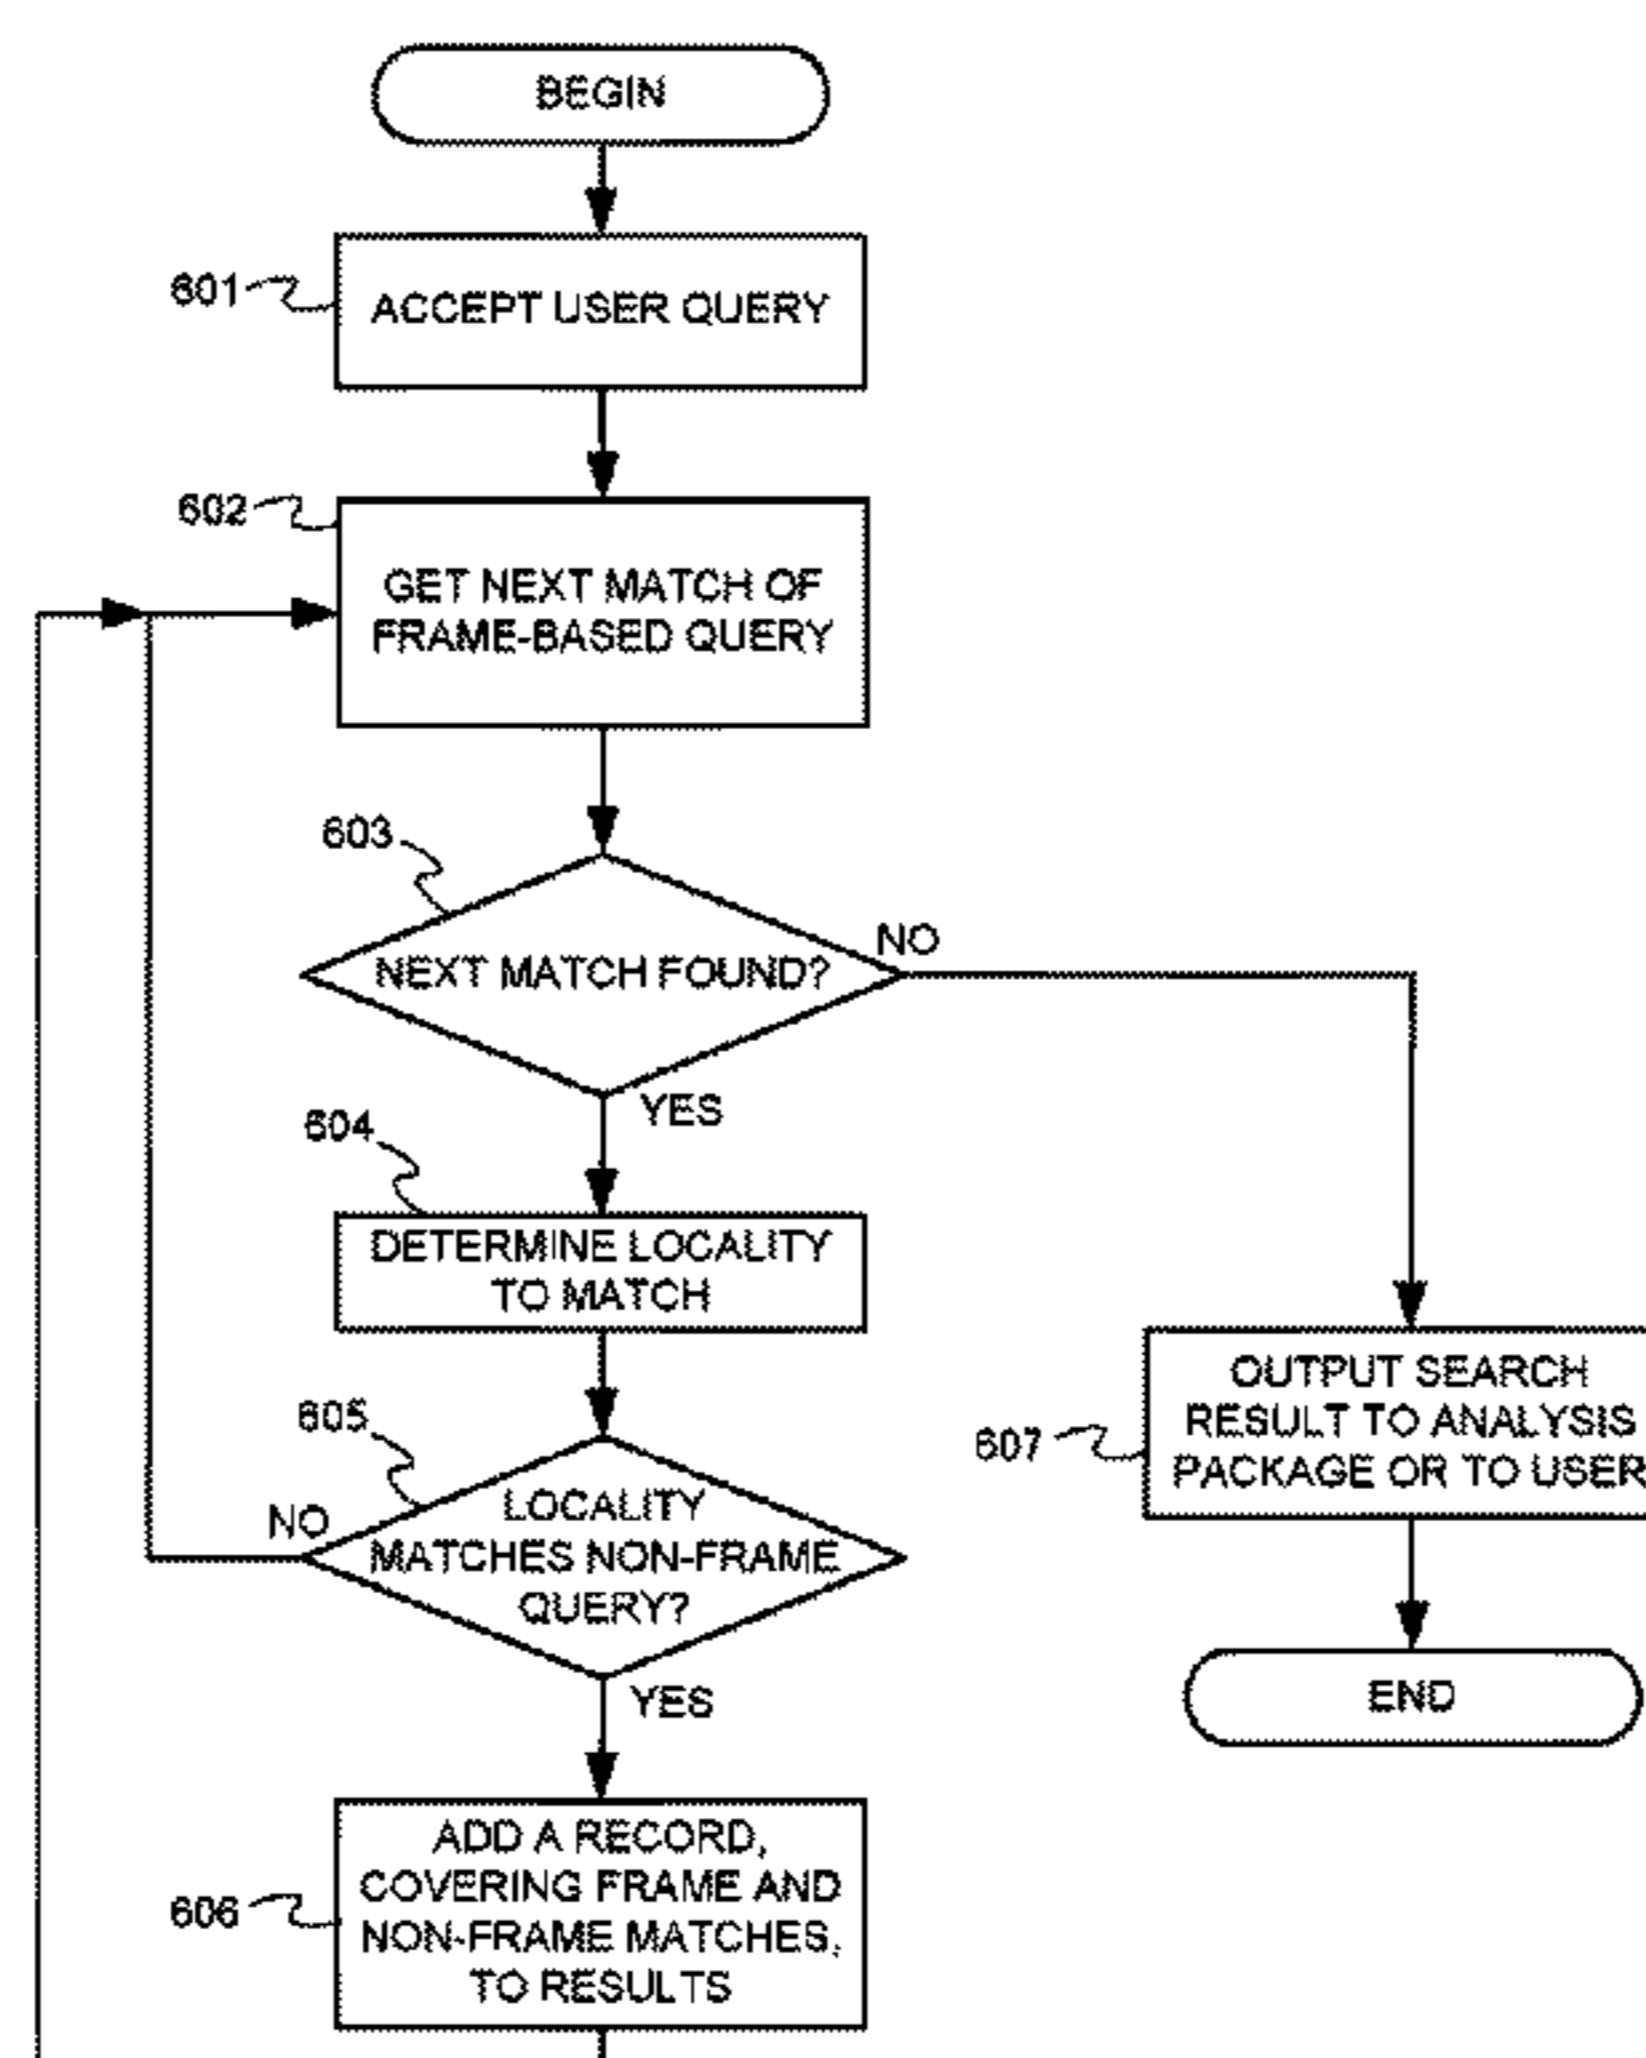 BEGIN
601
ACCEPT USER QUERY
602
GET NEXT MATCH OF
FRAME-BASED QUERY
603
NEXT MATCH FOUND?
NO
YES
604
DETERMINE LOCALITY
TO MATCH
605
LOCALITY
MATCHES NON-FRAME
QUERY?
NO
YES
606
ADD A RECORD,
COVERING FRAME AND
NON-FRAME MATCHES,
TO RESULTS
607
OUTPUT SEARCH
RESULT TO ANALYSIS
PACKAGE OR TO USER
END